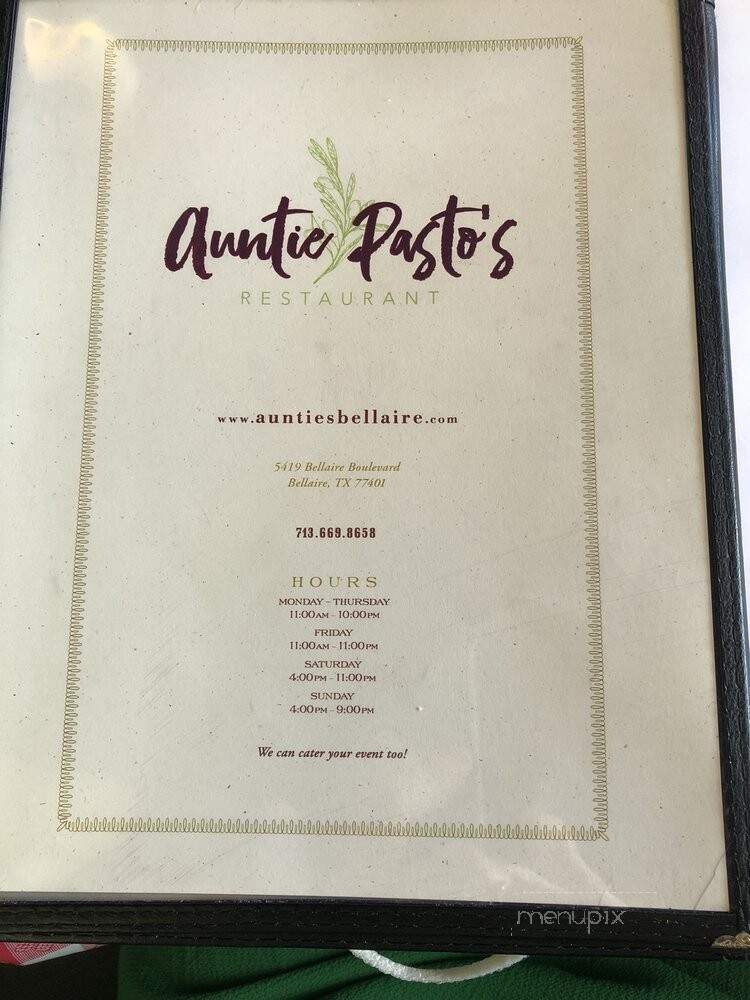 Auntie Pasto's
RESTAURANT
www.auntiesbellaire.com
5419 Bellaire Boulevard
Bellaire, TX 77401
713.669.8658
HOURS
MONDAY - THURSDAY
11:00AM - 10:00PM
FRIDAY
11:00AM - 11:00PM
SATURDAY
4:00PM - 11:00PM
SUNDAY
4:00PM - 9:00PM
We can cater your event too!
menupix